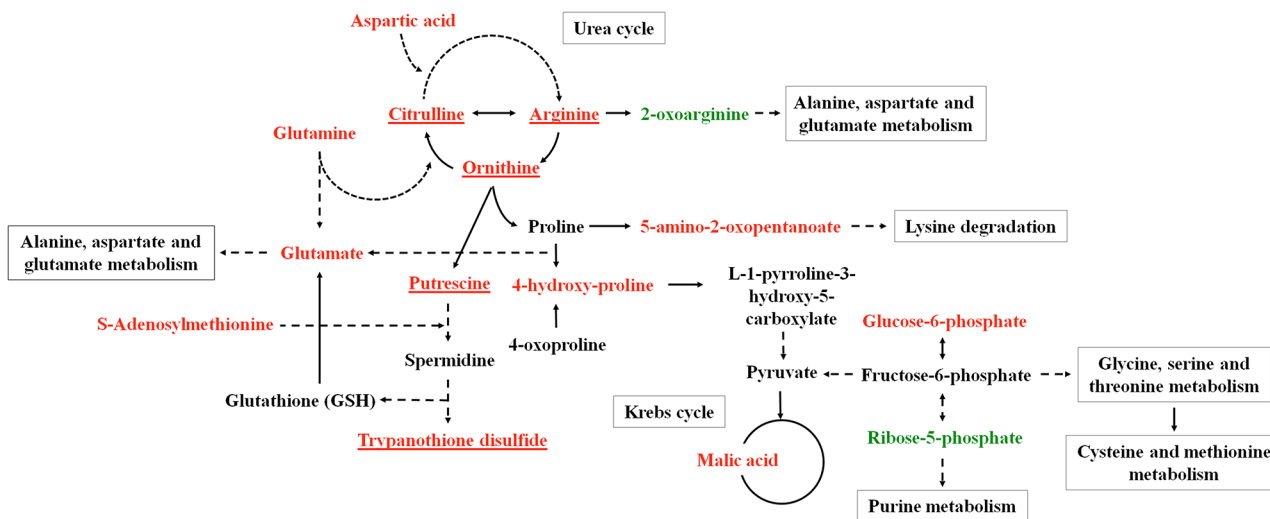 Aspartic acid
Urea cycle
Citrulline
Arginine
2-oxoarginine
Alanine, aspartate and
glutamate metabolism
Glutamine
Ornithine
Proline
5-amino-2-oxopentanoate
Lysine degradation
Alanine, aspartate and
glutamate metabolism
Glutamate
Putrescine
4-hydroxy-proline
L-1-pyrroline-3-
hydroxy-5-
carboxylate
S-Adenosylmethionine
4-oxoproline
Glucose-6-phosphate
Spermidine
Pyruvate
Fructose-6-phosphate
Glycine, serine and
threonine metabolism
Glutathione (GSH)
Krebs cycle
Trypanothione disulfide
Malic acid
Ribose-5-phosphate
Cysteine and methionine
metabolism
Purine metabolism